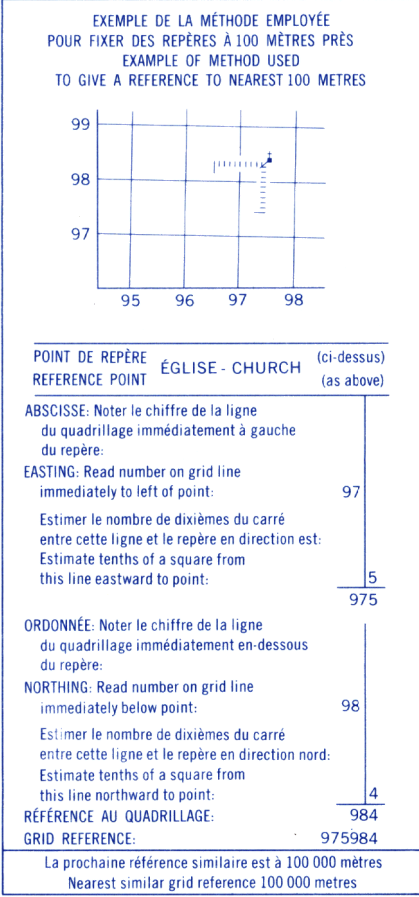 EXEMPLE DE LA MÉTHODE EMPLOYÉE
POUR FIXER DES REPÈRES À 100 MÈTRES PRÈS
EXAMPLE OF METHOD USED
TO GIVE A REFERENCE TO NEAREST 100 METRES
99
98
97
95 96 97 98
POINT DE REPÈRE
REFERENCE POINT
ÉGLISE - CHURCH
(ci-dessus)
(as above)
ABSCISSE: Noter le chiffre de la ligne
du quadrillage immédiatement à gauche
du repère:
EASTING: Read number on grid line
immediately to left of point: 97
Estimer le nombre de dixièmes du carré
entre cette ligne et le repère en direction est:
Estimate tenths of a square from
this line eastward to point: 5
975
ORDONNÉE: Noter le chiffre de la ligne
du quadrillage immédiatement en-dessous
du repère:
NORTHING: Read number on grid line
immediately below point: 98
Estimer le nombre de dixièmes du carré
entre cette ligne et le repère en direction nord:
Estimate tenths of a square from
this line northward to point: 4
RÉFÉRENCE AU QUADRILLAGE: 984
GRID REFERENCE: 975984
La prochaine référence similaire est à 100 000 mètres
Nearest similar grid reference 100 000 metres